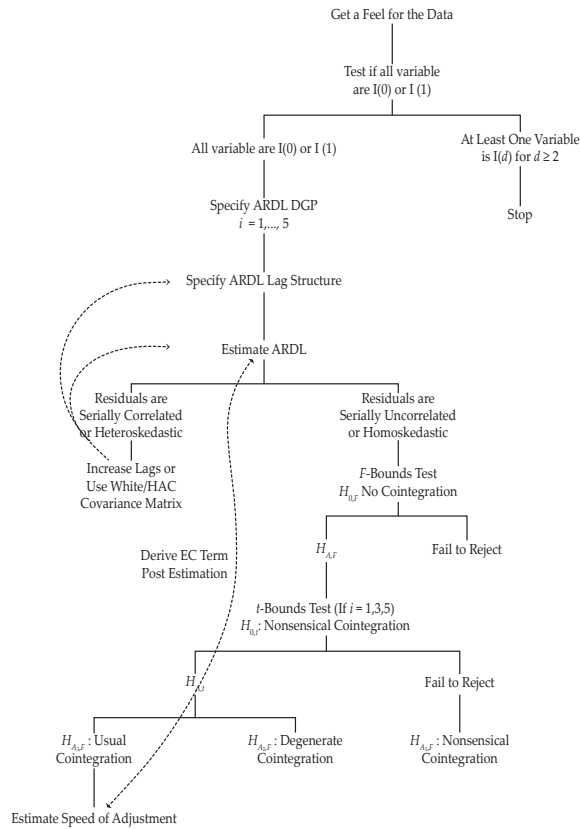 Get a Feel for the Data
Test if all variable
are I(0) or I (1)
All variable are I(0) or I (1)
At Least One Variable
is I(d) for d ≥ 2
Specify ARDL DGP
i = 1,..., 5
Stop
Specify ARDL Lag Structure
Estimate ARDL
Residuals are
Serially Correlated
or Heteroskedastic
Residuals are
Serially Uncorrelated
or Homoskedastic
Increase Lags or
Use White/HAC
Covariance Matrix
F-Bounds Test
H0,F No Cointegration
HA,F
Fail to Reject
Derive EC Term
Post Estimation
t-Bounds Test (If i = 1,3,5)
H0,t: Nonsensical Cointegration
Fail to Reject
: Usual
Cointegration
: Degenerate
Cointegration
: Nonsensical
Cointegration
Estimate Speed of Adjustment